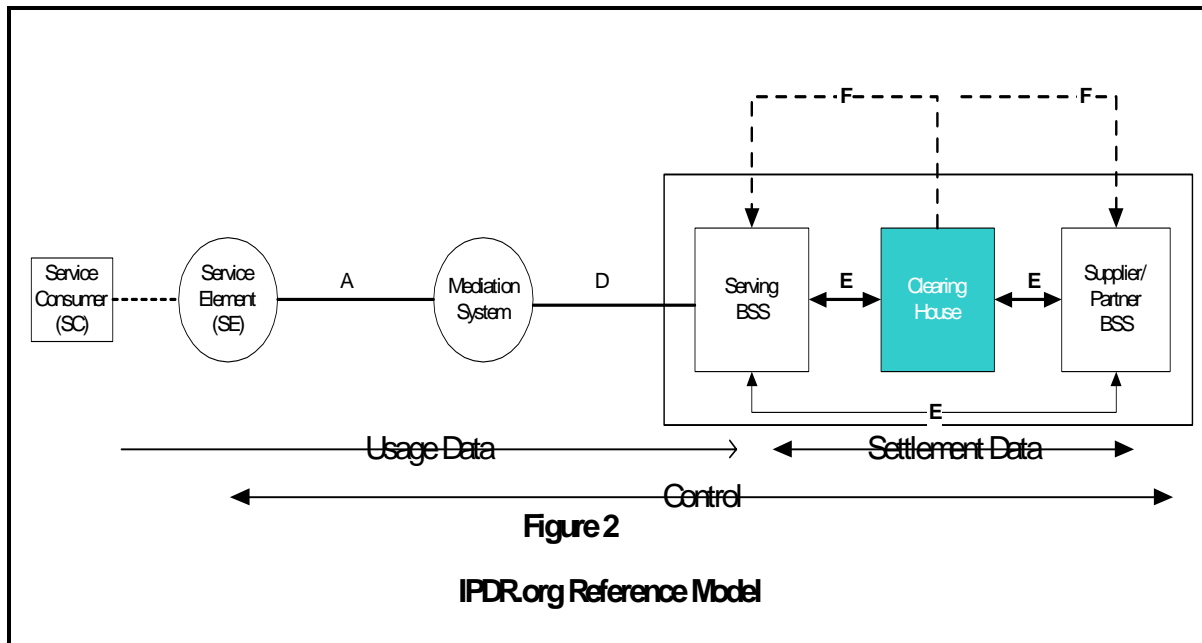 F
F
Service
Consumer
(SC)
Service
Element
(SE)
A
Mediation
System
D
Serving
BSS
E
Clearing
House
E
Supplier/
Partner
BSS
E
Usage Data
Settlement Data
Control
Figure 2
IPDR.org Reference Model